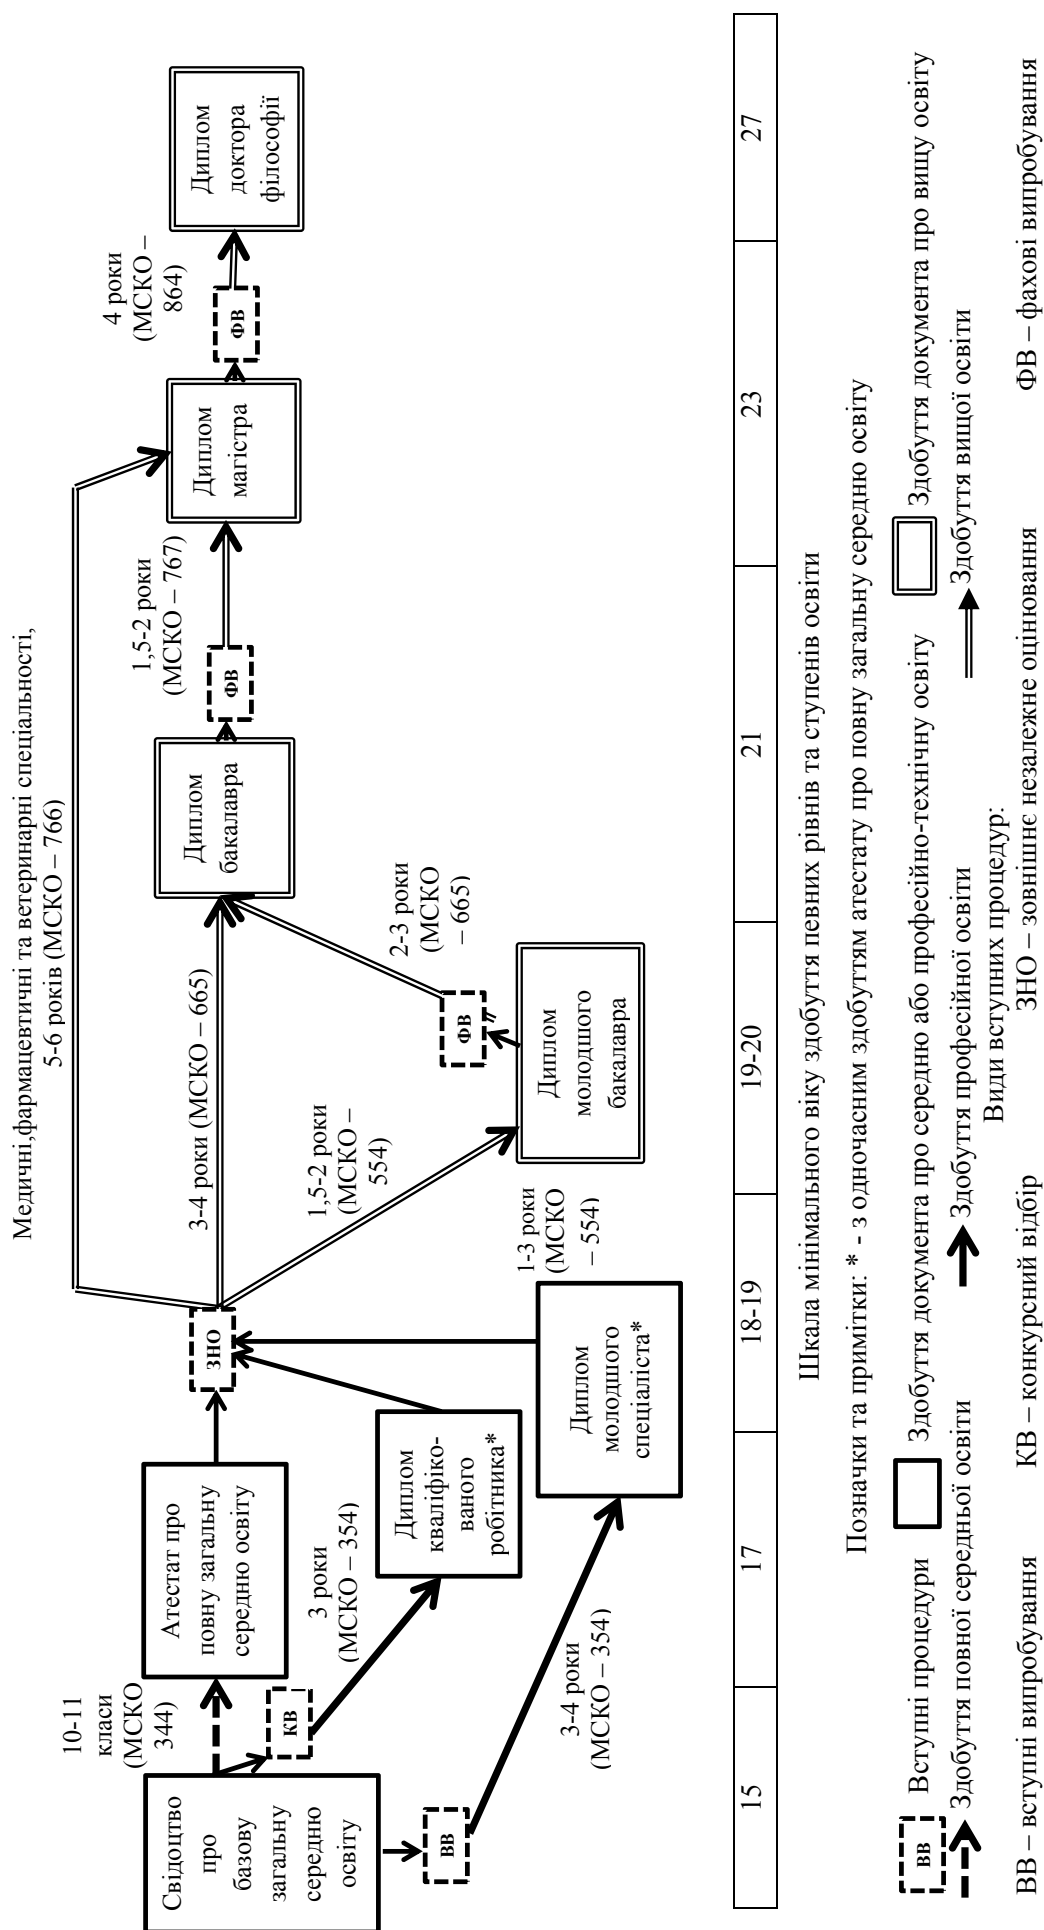 Медичні,фармацевтичні та ветеринарні спеціальності,
5-6 років (МСКО – 766)
10-11
класи
(МСКО
344)
3-4 роки (МСКО – 665)
1,5-2 роки
(МСКО – 767)
4 роки
(МСКО –
864)
Свідоцтво
про
базову
загальну
середню
освіту
Атестат про
повну загальну
середню освіту
ЗНО
Диплом
бакалавра
ФВ
Диплом
магістра
ФВ
Диплом
доктора
філософії
КВ
3 роки
(МСКО – 354)
Диплом
кваліфіко-
ваного
робітника*
1,5-2 роки
(МСКО –
554)
2-3 роки
(МСКО
– 665)
ФВ
ВВ
3-4 роки
(МСКО – 354)
Диплом
молодшого
спеціаліста*
1-3 роки
(МСКО
– 554)
Диплом
молодшого
бакалавра
15
17
18-19
19-20
21
23
27
Шкала мінімального віку здобуття певних рівнів та ступенів освіти
Позначки та примітки: * - з одночасним здобуттям атестату про повну загальну середню освіту
ВВ
Вступні процедури
Здобуття документа про середню або професійно-технічну освіту
Здобуття документа про вищу освіту
Здобуття повної середньої освіти
Здобуття професійної освіти
Здобуття вищої освіти
Види вступних процедур:
ВВ – вступні випробування
КВ – конкурсний відбір
ЗНО – зовнішнє незалежне оцінювання
ФВ – фахові випробування